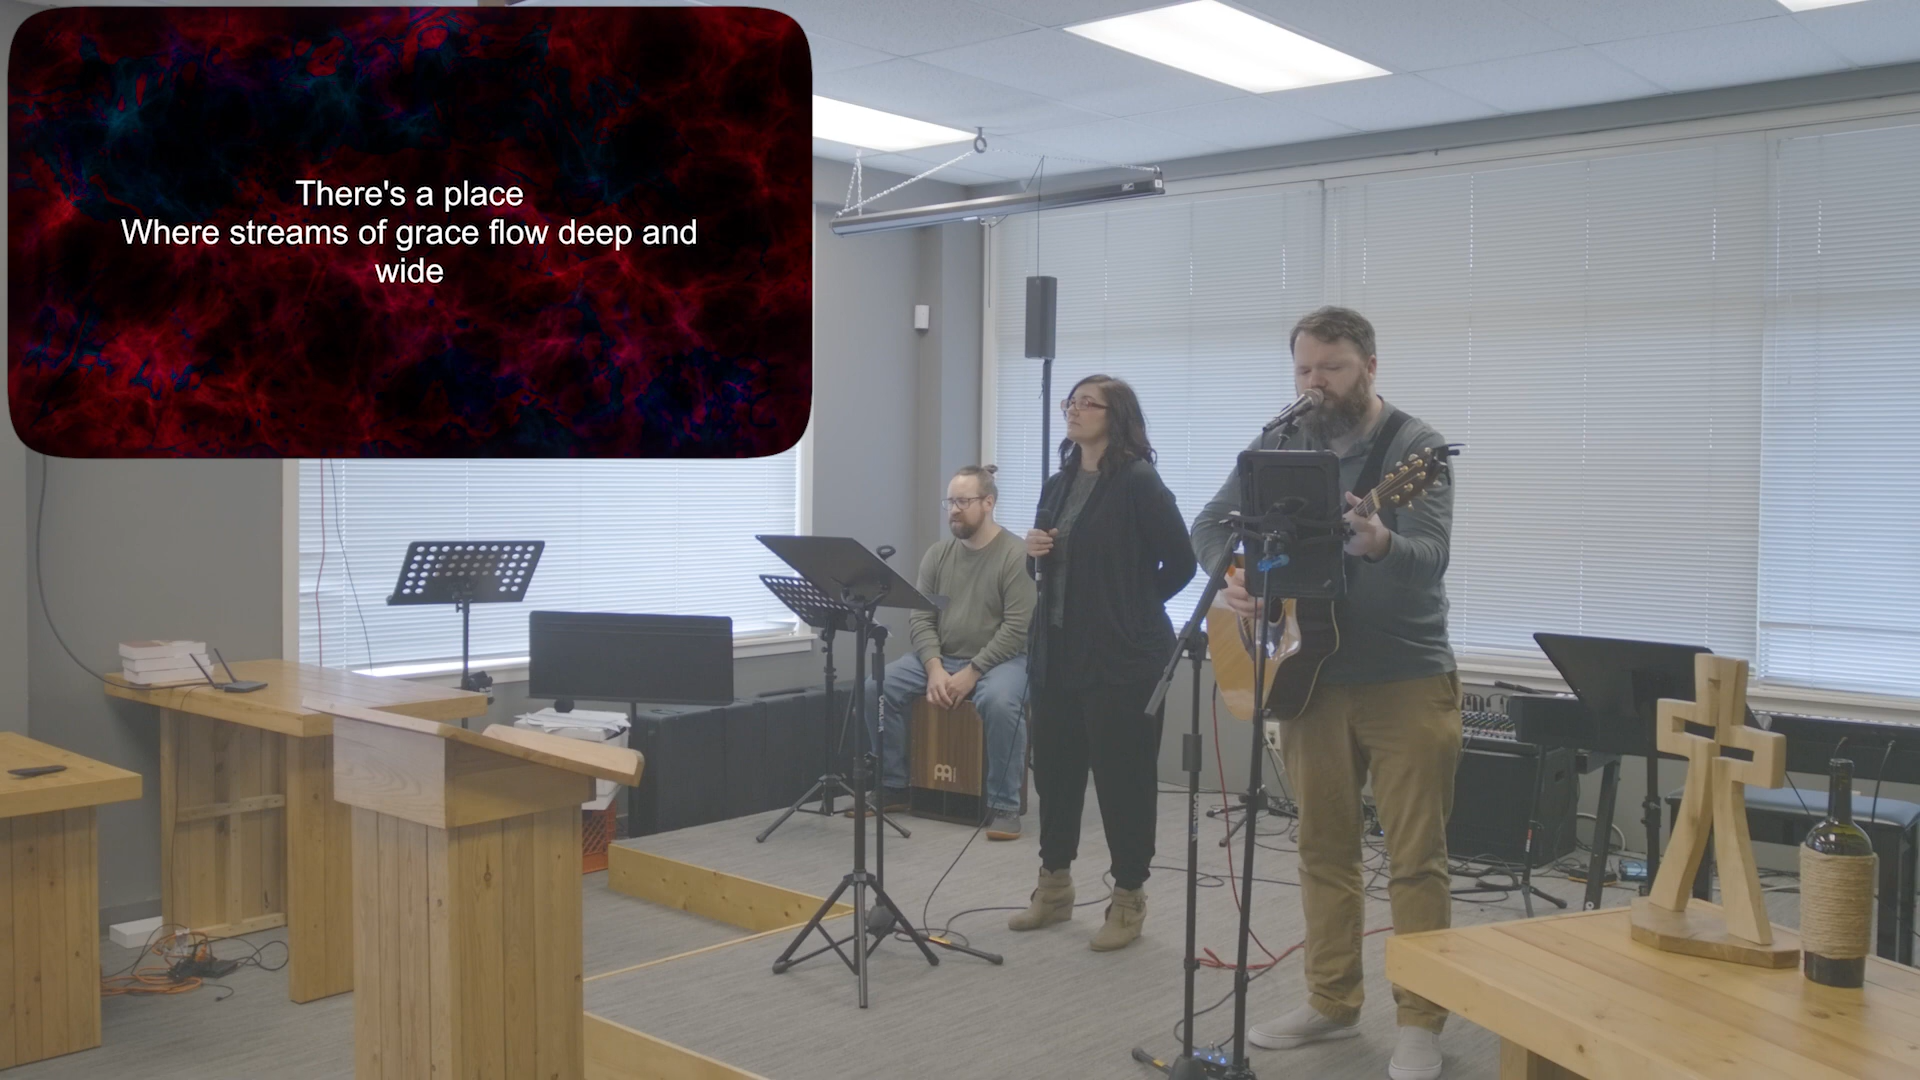 There's a place
Where streams of grace flow deep and
wide